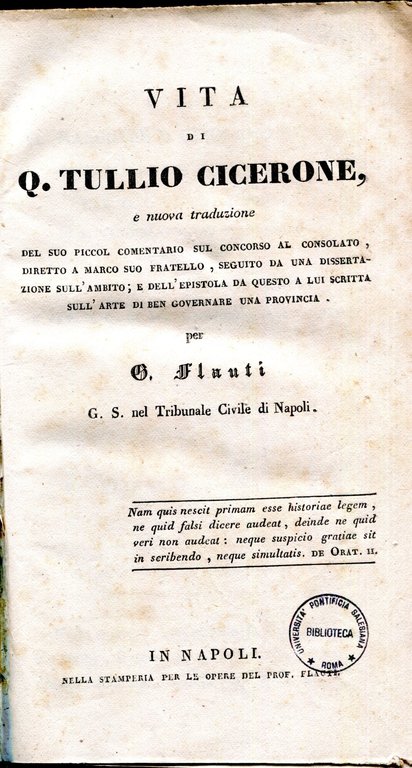 VITA
DI
Q. TULLIO CICERONE,
e nuova traduzione
DEL SUO PICCOL COMENTARIO SUL CONCORSO AL CONSOLATO,
DIRETTO A MARCO SUO FRATELLO, SEGUITO DA UNA DISSERTA-
ZIONE SULL'AMBITO; E DELL'EPISTOLA DA QUESTO A LUI SCRITTA
SULL'ARTE DI BEN GOVERNARE UNA PROVINCIA.
per
G. Flauti
G. S. nel Tribunale Civile di Napoli.
Nam quis nescit primam esse historiae legem,
ne quid falsi dicere audeat, deinde ne quid
veri non audeat: neque suspicio gratiae sit
in seribendo, neque simultatis. DE ORAT. II.
UNIVERSITA' PONTIFICIA SALESIANA
BIBLIOTECA
ROMA
IN NAPOLI.
NELLA STAMPERIA PER LE OPERE DEL PROF. FLAUTI.